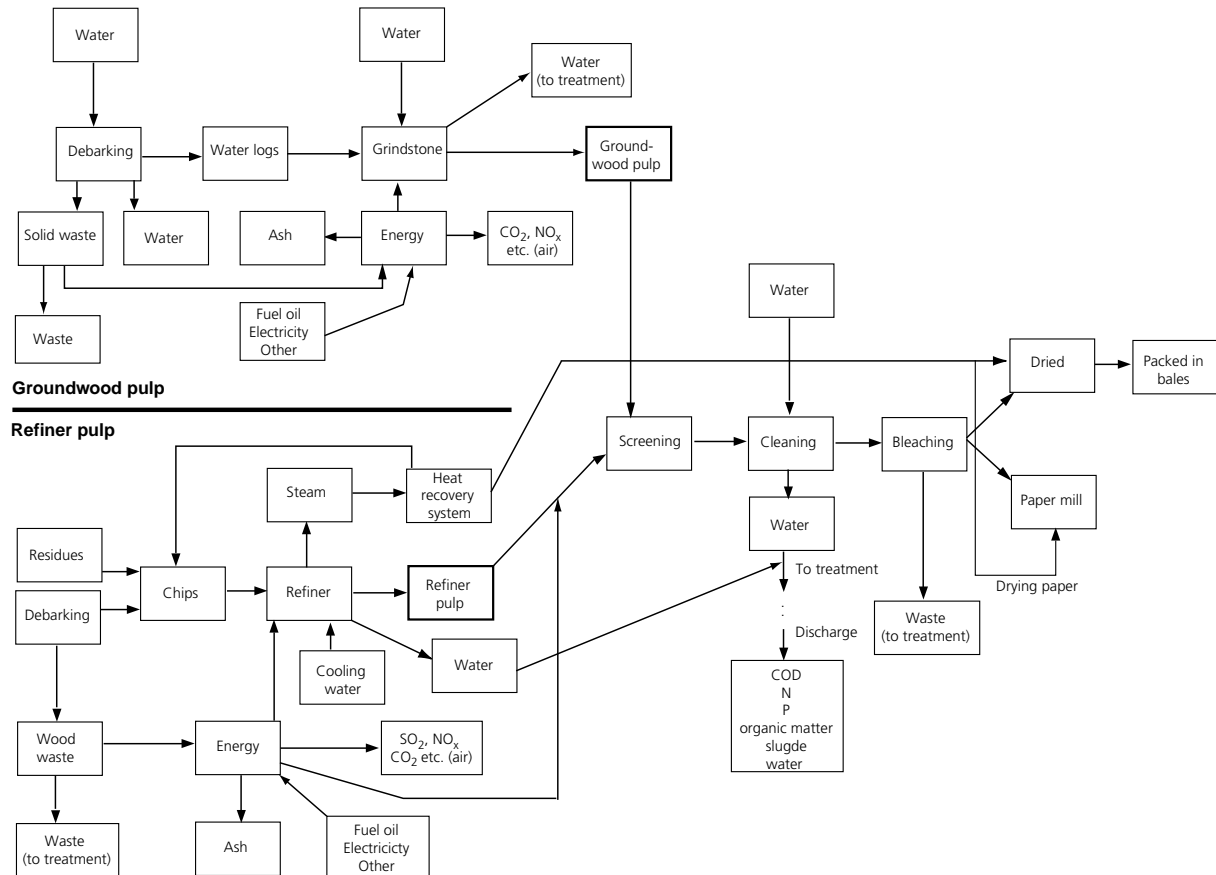 Water
Water
Water
(to treatment)
Debarking
Water logs
Grindstone
Ground-
wood pulp
Solid waste
Water
Ash
Energy
CO2, NOx
etc. (air)
Water
Fuel oil
Electricity
Other
Waste
Dried
Packed in
bales
Groundwood pulp
Refiner pulp
Screening
Cleaning
Bleaching
Steam
Heat
recovery
system
Paper mill
Water
Residues
To treatment
Chips
Refiner
Refiner
pulp
Drying paper
Debarking
:
Waste
(to treatment)
Discharge
Cooling
water
Water
COD
N
P
organic matter
slugde
water
Wood
waste
Energy
SO2, NOx
CO2 etc. (air)
Waste
(to treatment)
Ash
Fuel oil
Electricicty
Other